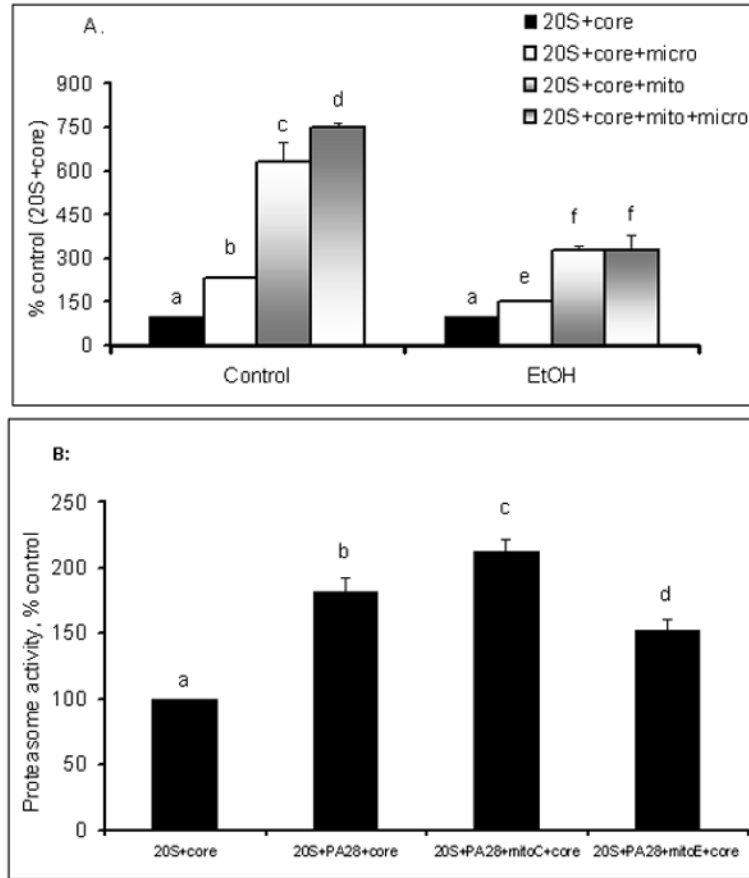 A.
20S+core
20S+core+micro
20S+core+mito
20S+core+mito+micro
% control (20S+core)
900
750
600
450
300
150
0
a
b
c
d
a
e
f
f
Control
EtOH
B:
Proteasome activity, % control
250
200
150
100
50
0
a
b
c
d
20S+core
20S+PA28+core
20S+PA28+mitoC+core
20S+PA28+mitoE+core